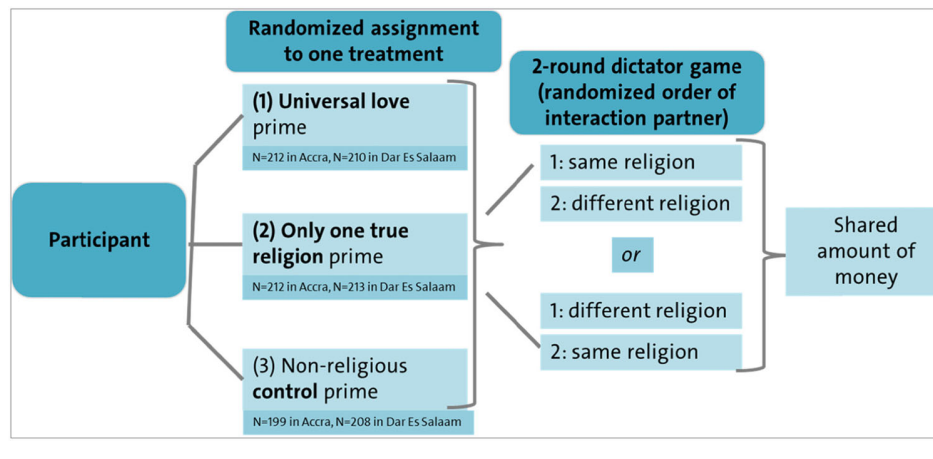 Randomized assignment
to one treatment
Participant
(1) Universal love
prime
N=212 in Accra, N=210 in Dar Es Salaam
(2) Only one true
religion prime
N=212 in Accra, N=213 in Dar Es Salaam
(3) Non-religious
control prime
N=199 in Accra, N=208 in Dar Es Salaam
2-round dictator game
(randomized order of
interaction partner)
1: same religion
2: different religion
or
1: different religion
2: same religion
Shared
amount of
money